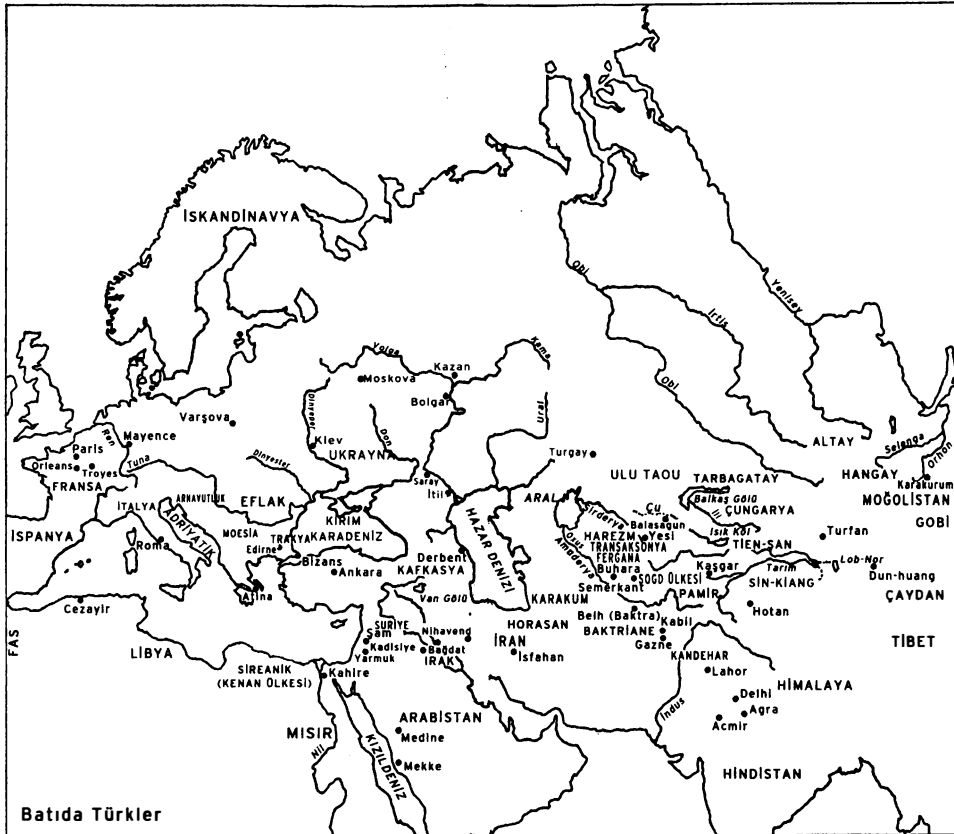 İSKANDİNAVYA
Obi
İrtis
Yenisey
Volga
Kama
Moskova
Kazan
Bolgar
Obi
Ural
Varşova
Dinyester
Don
Kiev
UKRAYNA
Mayence
Ren
Paris
Orleans
Troyes
FRANSA
Tuna
Dinyester
Turgay
ULU TAOU
ALTAY
Selenga
Orhon
TARBAGATAY
HANGAY
Karakurum
MOĞOLİSTAN
GOBİ
Saray
İtil
ARAL
Balkaş Gölü
İli
ÇUNGARYA
ARNAVUTLUK
EFLAK
İTALYA
ADRİYATİK
KIRIM
KARADENİZ
MOESİA
TRAKYA
Edirne
Bizans
Ankara
Atina
Roma
İSPANYA
Cezayir
FAS
HAZAR DENİZİ
Derbent
KAFKASYA
Van Gölü
Sirderya
Çu
Balasagun
Isık Köl
HAREZM
Yesi
TRANSAKSONYA
FERGANA
Oxus
Amuderya
Buhara
SOGD ÜLKESİ
Semerkant
TİEN-ŞAN
Turfan
Kaşgar
Tarim
Lob-Nor
SİN-KİANG
Dun-huang
ÇAYDAN
PAMİR
Hotan
KARAKUM
HORASAN
Belh (Baktra)
BAKTRİANE
Kabil
Gazne
TİBET
LİBYA
SİREANİK
(KENAN ÜLKESİ)
SURİYE
Şam
Kadisiye
Yarmuk
Nihavend
Bağdat
IRAK
İRAN
İsfahan
KANDEHAR
Lahor
HİMALAYA
Kahire
Delhi
Agra
Acmir
İndus
MISIR
Nil
KIZILDENİZ
ARABİSTAN
Medine
Mekke
HİNDİSTAN
Batıda Türkler